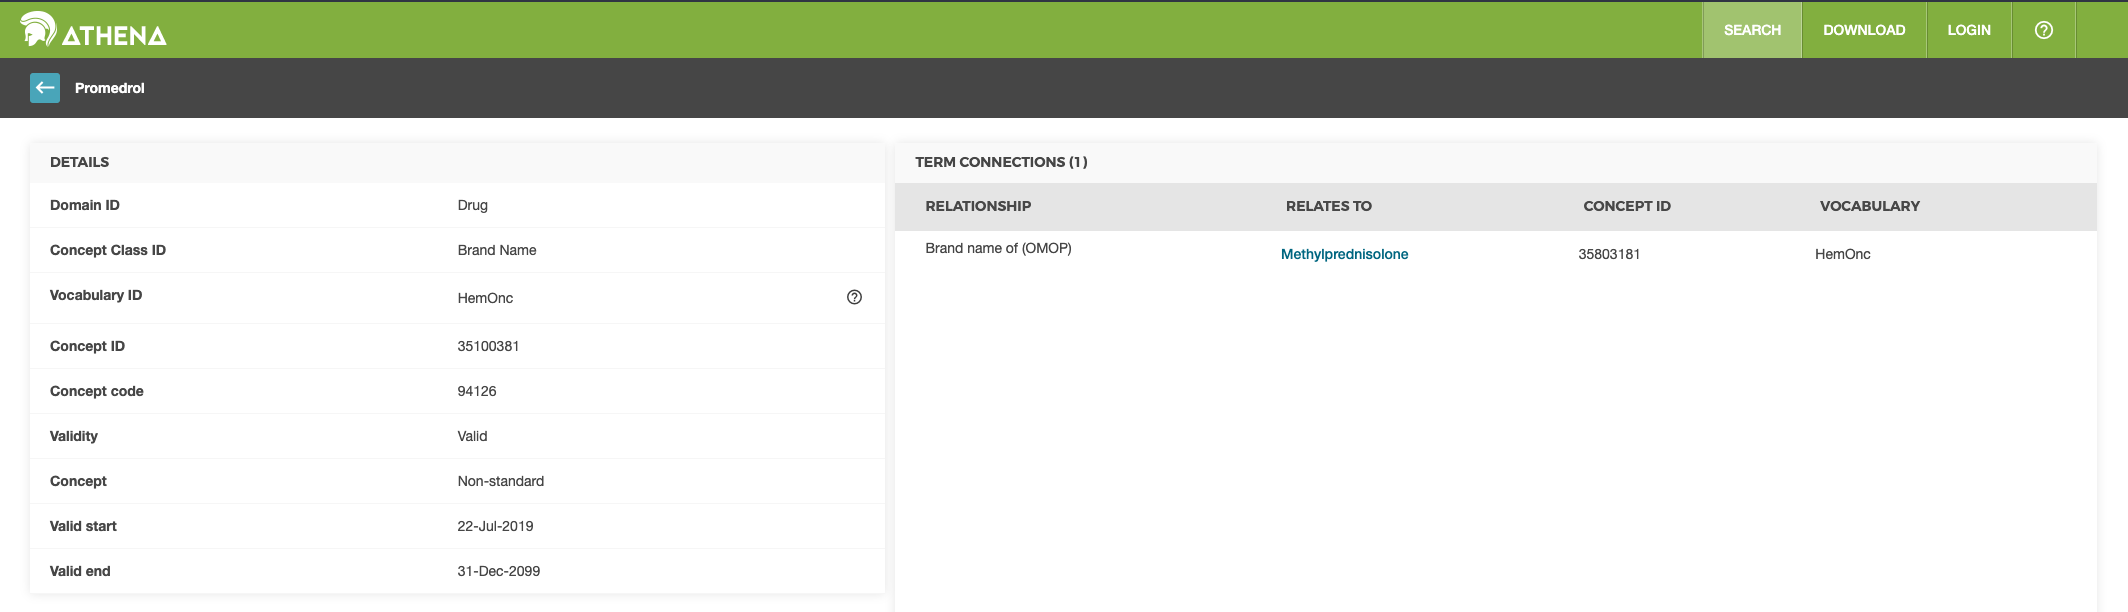 ATHENA
SEARCH DOWNLOAD LOGIN ?
Promedrol
DETAILS
Domain ID Drug
Concept Class ID Brand Name
Vocabulary ID HemOnc ?
Concept ID 35100381
Concept code 94126
Validity Valid
Concept Non-standard
Valid start 22-Jul-2019
Valid end 31-Dec-2099
TERM CONNECTIONS (1)
RELATIONSHIP RELATES TO CONCEPT ID VOCABULARY
Brand name of (OMOP) Methylprednisolone 35803181 HemOnc